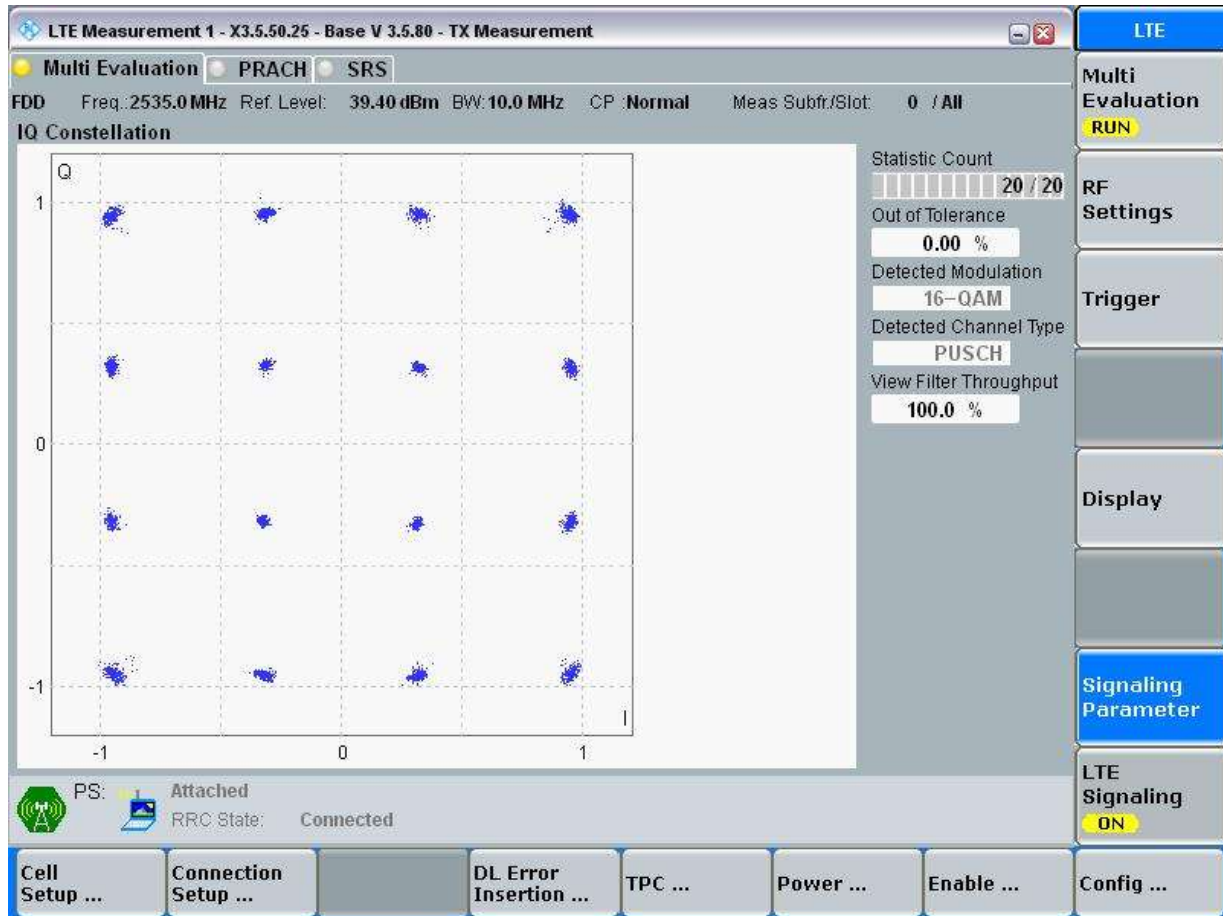 LTE Measurement 1 - X3.5.50.25 - Base V 3.5.80 - TX Measurement
LTE
Multi Evaluation PRACH SRS
FDD Freq.:2535.0 MHz Ref. Level: 39.40 dBm BW:10.0 MHz CP :Normal Meas Subfr./Slot: 0 / All
IQ Constellation
Q
1
0
-1
I
-1 0 1
Statistic Count
20 / 20
Out of Tolerance
0.00 %
Detected Modulation
16-QAM
Detected Channel Type
PUSCH
View Filter Throughput
100.0 %
Multi
Evaluation
RUN
RF
Settings
Trigger
Display
Signaling
Parameter
LTE
Signaling
ON
PS: Attached
RRC State: Connected
Cell
Setup ...
Connection
Setup ...
DL Error
Insertion ...
TPC ...
Power ...
Enable ...
Config ...